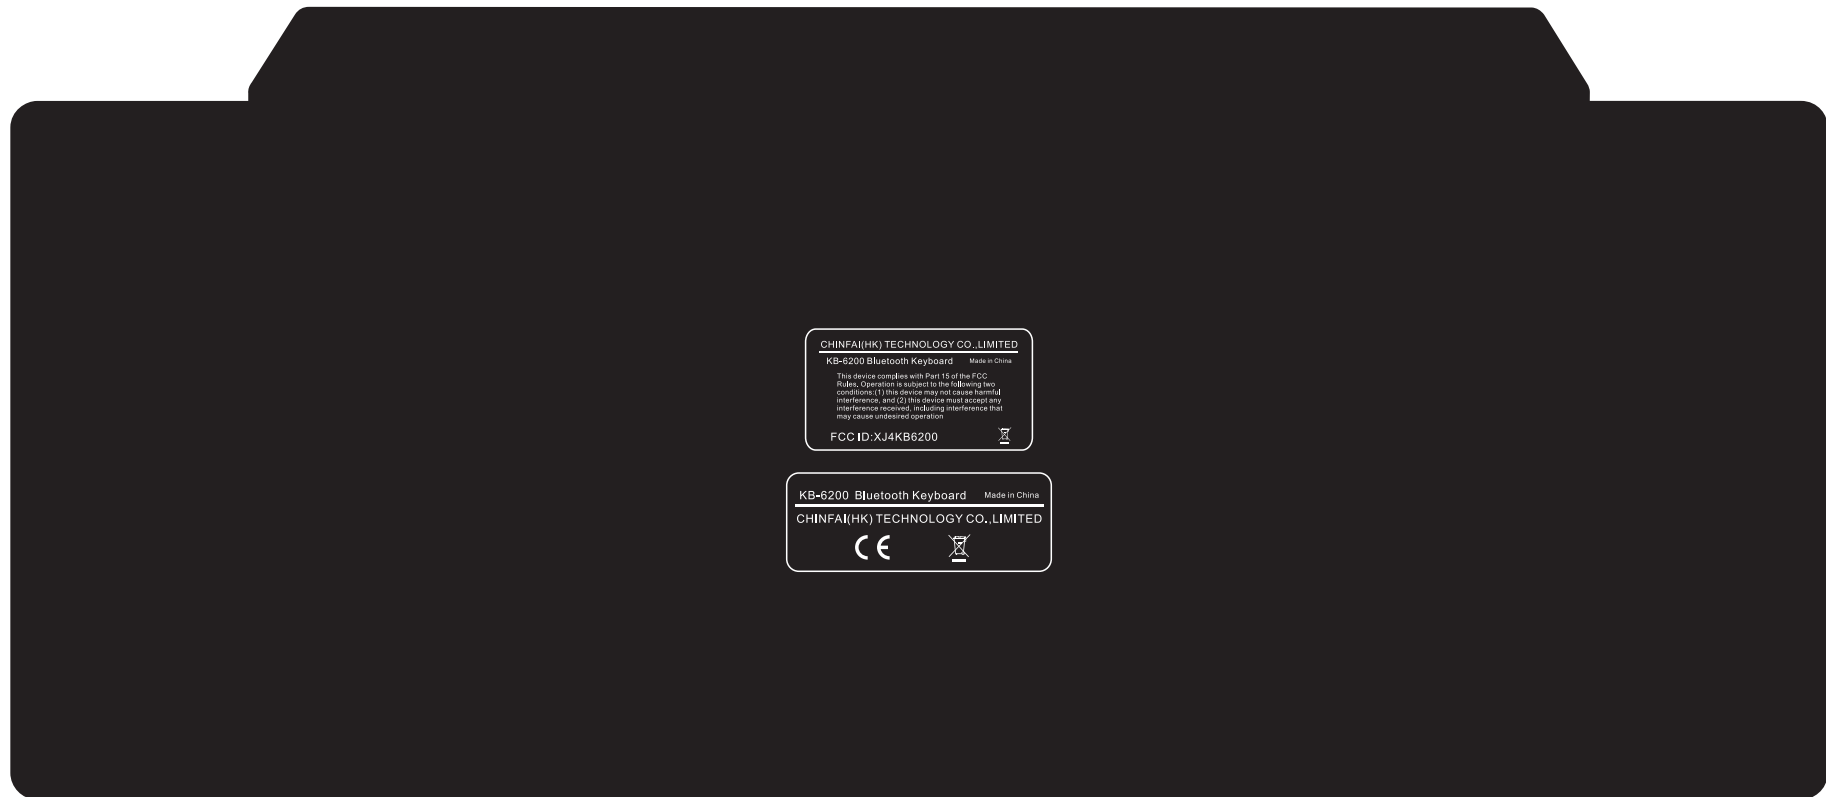 CHINFAI(HK) TECHNOLOGY CO.,LIMITED
KB-6200 Bluetooth Keyboard Made in China
This device complies with Part 15 of the FCC
Rules. Operation is subject to the following two
conditions:(1) this device may not cause harmful
interference, and (2) this device must accept any
interference received, including interference that
may cause undesired operation
FCC ID:XJ4KB6200
KB-6200 Bluetooth Keyboard Made in China
CHINFAI(HK) TECHNOLOGY CO.,LIMITED
CE